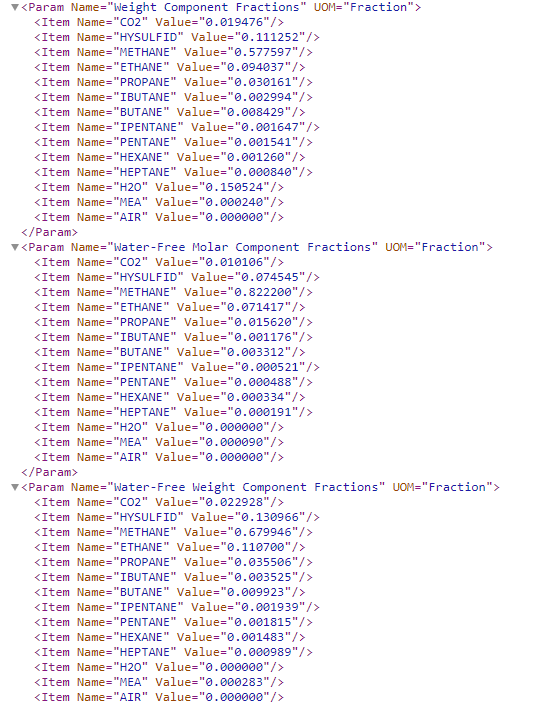 ▼<Param Name="Weight Component Fractions" UOM="Fraction">
<Item Name="CO2" Value="0.019476"/>
<Item Name="HYSULFID" Value="0.111252"/>
<Item Name="METHANE" Value="0.577597"/>
<Item Name="ETHANE" Value="0.094037"/>
<Item Name="PROPANE" Value="0.030161"/>
<Item Name="IBUTANE" Value="0.002994"/>
<Item Name="BUTANE" Value="0.008429"/>
<Item Name="IPENTANE" Value="0.001647"/>
<Item Name="PENTANE" Value="0.001541"/>
<Item Name="HEXANE" Value="0.001260"/>
<Item Name="HEPTANE" Value="0.000840"/>
<Item Name="H2O" Value="0.150524"/>
<Item Name="MEA" Value="0.000240"/>
<Item Name="AIR" Value="0.000000"/>
</Param>
▼<Param Name="Water-Free Molar Component Fractions" UOM="Fraction">
<Item Name="CO2" Value="0.010106"/>
<Item Name="HYSULFID" Value="0.074545"/>
<Item Name="METHANE" Value="0.822200"/>
<Item Name="ETHANE" Value="0.071417"/>
<Item Name="PROPANE" Value="0.015620"/>
<Item Name="IBUTANE" Value="0.001176"/>
<Item Name="BUTANE" Value="0.003312"/>
<Item Name="IPENTANE" Value="0.000521"/>
<Item Name="PENTANE" Value="0.000488"/>
<Item Name="HEXANE" Value="0.000334"/>
<Item Name="HEPTANE" Value="0.000191"/>
<Item Name="H2O" Value="0.000000"/>
<Item Name="MEA" Value="0.000090"/>
<Item Name="AIR" Value="0.000000"/>
</Param>
▼<Param Name="Water-Free Weight Component Fractions" UOM="Fraction">
<Item Name="CO2" Value="0.022928"/>
<Item Name="HYSULFID" Value="0.130966"/>
<Item Name="METHANE" Value="0.679946"/>
<Item Name="ETHANE" Value="0.110700"/>
<Item Name="PROPANE" Value="0.035506"/>
<Item Name="IBUTANE" Value="0.003525"/>
<Item Name="BUTANE" Value="0.009923"/>
<Item Name="IPENTANE" Value="0.001939"/>
<Item Name="PENTANE" Value="0.001815"/>
<Item Name="HEXANE" Value="0.001483"/>
<Item Name="HEPTANE" Value="0.000989"/>
<Item Name="H2O" Value="0.000000"/>
<Item Name="MEA" Value="0.000283"/>
<Item Name="AIR" Value="0.000000"/>